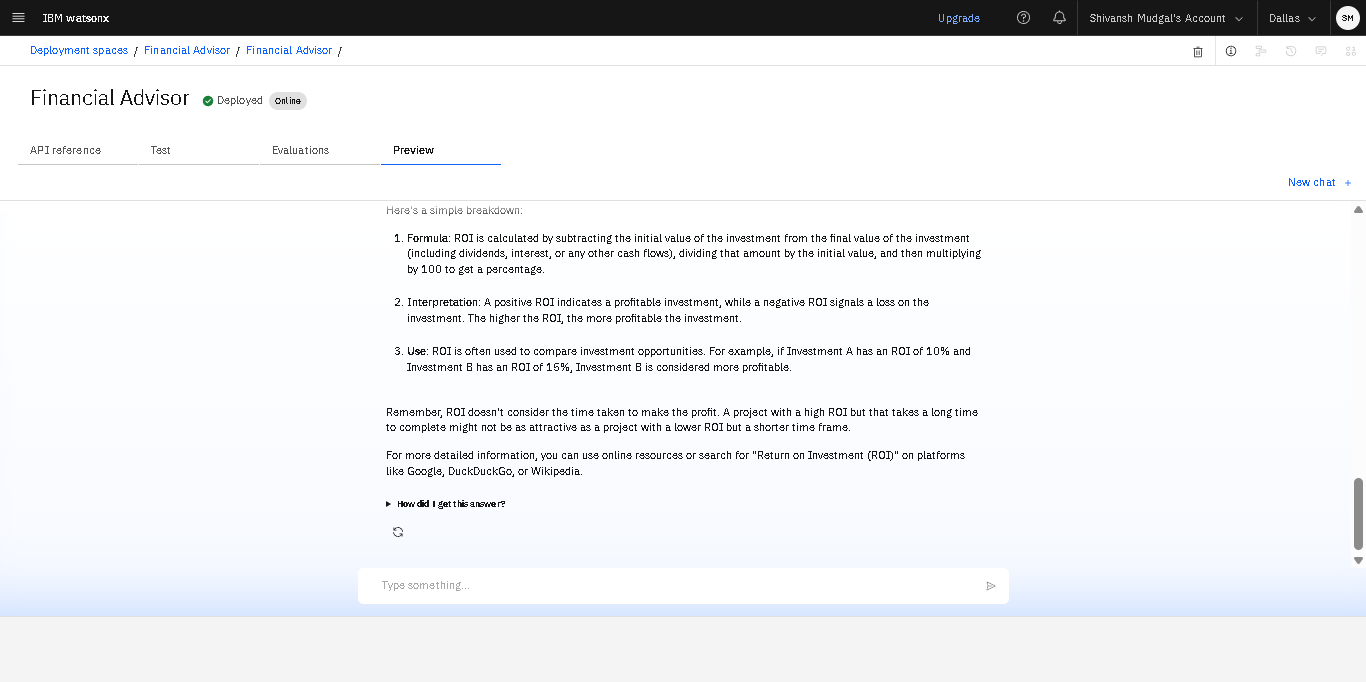 IBM watsonx
Upgrade
Shivansh Mudgal's Account
Dallas
SM
Deployment spaces / Financial Advisor / Financial Advisor /
Financial Advisor
Deployed
Online
API reference
Test
Evaluations
Preview
New chat +
Here's a simple breakdown:
1. Formula: ROI is calculated by subtracting the initial value of the investment from the final value of the investment
(including dividends, interest, or any other cash flows), dividing that amount by the initial value, and then multiplying
by 100 to get a percentage.
2. Interpretation: A positive ROI indicates a profitable investment, while a negative ROI signals a loss on the
investment. The higher the ROI, the more profitable the investment.
3. Use: ROI is often used to compare investment opportunities. For example, if Investment A has an ROI of 10% and
Investment B has an ROI of 15%, Investment B is considered more profitable.
Remember, ROI doesn't consider the time taken to make the profit. A project with a high ROI but that takes a long time
to complete might not be as attractive as a project with a lower ROI but a shorter time frame.
For more detailed information, you can use online resources or search for "Return on Investment (ROI)" on platforms
like Google, DuckDuckGo, or Wikipedia.
How did I get this answer?
Type something...